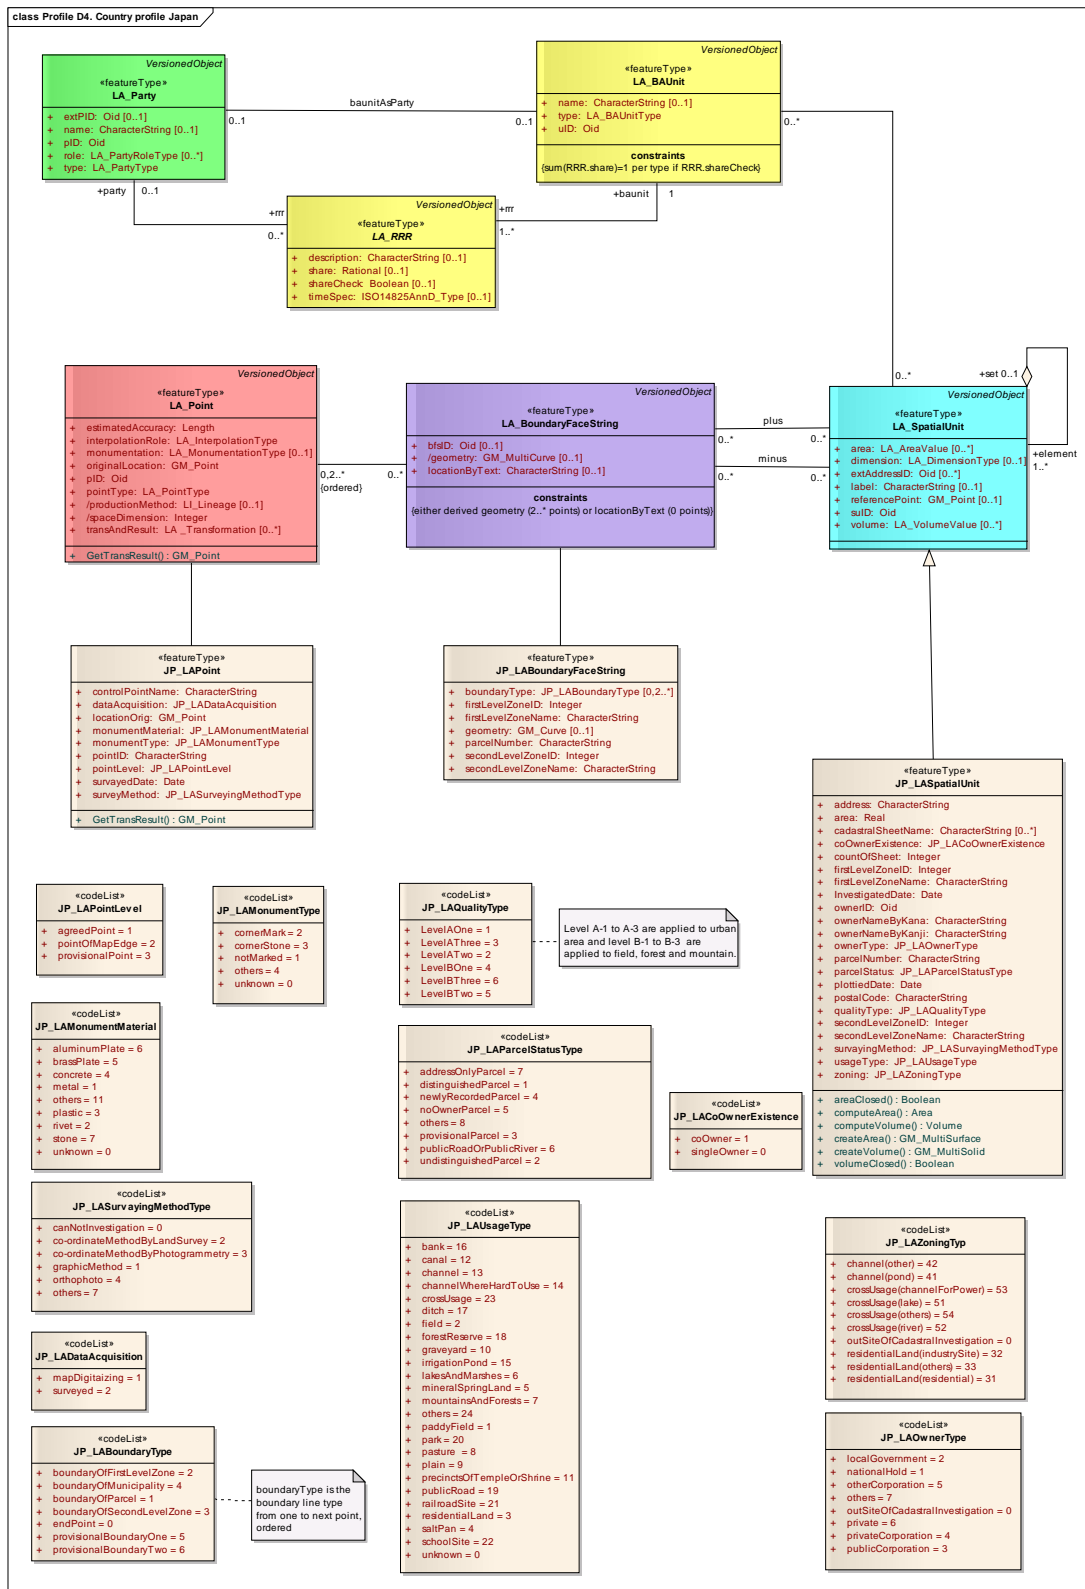 class Profile D4. Country profile Japan
VersionedObject
«featureType»
LA_Party
+ extPID: Oid [0..1]
+ name: CharacterString [0..1]
+ pID: Oid
+ role: LA_PartyRoleType [0..*]
+ type: LA_PartyType
baunitAsParty
0..1
0..1
VersionedObject
«featureType»
LA_BAUnit
+ name: CharacterString [0..1]
+ type: LA_BAUnitType
+ uID: Oid
constraints
{sum(RRR.share)=1 per type if RRR.shareCheck}
0..*
+party 0..1
+rrr
0..*
+baunit 1
+rrr
1..*
VersionedObject
«featureType»
LA_RRR
+ description: CharacterString [0..1]
+ share: Rational [0..1]
+ shareCheck: Boolean [0..1]
+ timeSpec: ISO14825AnnD_Type [0..1]
VersionedObject
«featureType»
LA_Point
+ estimatedAccuracy: Length
+ interpolationRole: LA_InterpolationType
+ monumentation: LA_MonumentationType [0..1]
+ originalLocation: GM_Point
+ pID: Oid
+ pointType: LA_PointType
+ /productionMethod: LI_Lineage [0..1]
+ /spaceDimension: Integer
+ transAndResult: LA _Transformation [0..*]
+ GetTransResult() : GM_Point
0,2..*
{ordered}
0..*
VersionedObject
«featureType»
LA_BoundaryFaceString
+ bfsID: Oid [0..1]
+ /geometry: GM_MultiCurve [0..1]
+ locationByText: CharacterString [0..1]
constraints
{either derived geometry (2..* points) or locationByText (0 points)}
plus
0..*
0..*
minus
0..*
0..*
0..*
+set 0..1
VersionedObject
«featureType»
LA_SpatialUnit
+ area: LA_AreaValue [0..*]
+ dimension: LA_DimensionType [0..1]
+ extAddressID: Oid [0..*]
+ label: CharacterString [0..1]
+ referencePoint: GM_Point [0..1]
+ suID: Oid
+ volume: LA_VolumeValue [0..*]
+element
1..*
«featureType»
JP_LAPoint
+ controlPointName: CharacterString
+ dataAcquisition: JP_LADataAcquisition
+ locationOrig: GM_Point
+ monumentMaterial: JP_LAMonumentMaterial
+ monumentType: JP_LAMonumentType
+ pointID: CharacterString
+ pointLevel: JP_LAPointLevel
+ survayedDate: Date
+ surveyMethod: JP_LASurveyingMethodType
+ GetTransResult() : GM_Point
«featureType»
JP_LABoundaryFaceString
+ boundaryType: JP_LABoundaryType [0,2..*]
+ firstLevelZoneID: Integer
+ firstLevelZoneName: CharacterString
+ geometry: GM_Curve [0..1]
+ parcelNumber: CharacterString
+ secondLevelZoneID: Integer
+ secondLevelZoneName: CharacterString
«featureType»
JP_LASpatialUnit
+ address: CharacterString
+ area: Real
+ cadastralSheetName: CharacterString [0..*]
+ coOwnerExistence: JP_LACoOwnerExistence
+ countOfSheet: Integer
+ firstLevelZoneID: Integer
+ firstLevelZoneName: CharacterString
+ InvestigatedDate: Date
+ ownerID: Oid
+ ownerNameByKana: CharacterString
+ ownerNameByKanji: CharacterString
+ ownerType: JP_LAOwnerType
+ parcelNumber: CharacterString
+ parcelStatus: JP_LAParcelStatusType
+ plottiedDate: Date
+ postalCode: CharacterString
+ qualityType: JP_LAQualityType
+ secondLevelZoneID: Integer
+ secondLevelZoneName: CharacterString
+ survayingMethod: JP_LASurvayingMethodType
+ usageType: JP_LAUsageType
+ zoning: JP_LAZoningType
+ areaClosed() : Boolean
+ computeArea() : Area
+ computeVolume() : Volume
+ createArea() : GM_MultiSurface
+ createVolume() : GM_MultiSolid
+ volumeClosed() : Boolean
«codeList»
JP_LAPointLevel
+ agreedPoint = 1
+ pointOfMapEdge = 2
+ provisionalPoint = 3
«codeList»
JP_LAMonumentType
+ cornerMark = 2
+ cornerStone = 3
+ notMarked = 1
+ others = 4
+ unknown = 0
«codeList»
JP_LAQualityType
+ LevelAOne = 1
+ LevelAThree = 3
+ LevelATwo = 2
+ LevelBOne = 4
+ LevelBThree = 6
+ LevelBTwo = 5
Level A-1 to A-3 are applied to urban
area and level B-1 to B-3 are
applied to field, forest and mountain.
«codeList»
JP_LAMonumentMaterial
+ aluminumPlate = 6
+ brassPlate = 5
+ concrete = 4
+ metal = 1
+ others = 11
+ plastic = 3
+ rivet = 2
+ stone = 7
+ unknown = 0
«codeList»
JP_LAParcelStatusType
+ addressOnlyParcel = 7
+ distinguishedParcel = 1
+ newlyRecordedParcel = 4
+ noOwnerParcel = 5
+ others = 8
+ provisionalParcel = 3
+ publicRoadOrPublicRiver = 6
+ undistinguishedParcel = 2
«codeList»
JP_LACoOwnerExistence
+ coOwner = 1
+ singleOwner = 0
«codeList»
JP_LASurvayingMethodType
+ canNotInvestigation = 0
+ co-ordinateMethodByLandSurvey = 2
+ co-ordinateMethodByPhotogrammetry = 3
+ graphicMethod = 1
+ orthophoto = 4
+ others = 7
«codeList»
JP_LAUsageType
+ bank = 16
+ canal = 12
+ channel = 13
+ channelWhereHardToUse = 14
+ crossUsage = 23
+ ditch = 17
+ field = 2
+ forestReserve = 18
+ graveyard = 10
+ irrigationPond = 15
+ lakesAndMarshes = 6
+ mineralSpringLand = 5
+ mountainsAndForests = 7
+ others = 24
+ paddyField = 1
+ park = 20
+ pasture = 8
+ plain = 9
+ precinctsOfTempleOrShrine = 11
+ publicRoad = 19
+ railroadSite = 21
+ residentialLand = 3
+ saltPan = 4
+ schoolSite = 22
+ unknown = 0
«codeList»
JP_LAZoningTyp
+ channel(other) = 42
+ channel(pond) = 41
+ crossUsage(channelForPower) = 53
+ crossUsage(lake) = 51
+ crossUsage(others) = 54
+ crossUsage(river) = 52
+ outSiteOfCadastralInvestigation = 0
+ residentialLand(industrySite) = 32
+ residentialLand(others) = 33
+ residentialLand(residential) = 31
«codeList»
JP_LADataAcquisition
+ mapDigitaizing = 1
+ surveyed = 2
«codeList»
JP_LABoundaryType
+ boundaryOfFirstLevelZone = 2
+ boundaryOfMunicipality = 4
+ boundaryOfParcel = 1
+ boundaryOfSecondLevelZone = 3
+ endPoint = 0
+ provisionalBoundaryOne = 5
+ provisionalBoundaryTwo = 6
boundaryType is the
boundary line type
from one to next point,
ordered
«codeList»
JP_LAOwnerType
+ localGovernment = 2
+ nationalHold = 1
+ otherCorporation = 5
+ others = 7
+ outSiteOfCadastralInvestigation = 0
+ private = 6
+ privateCorporation = 4
+ publicCorporation = 3